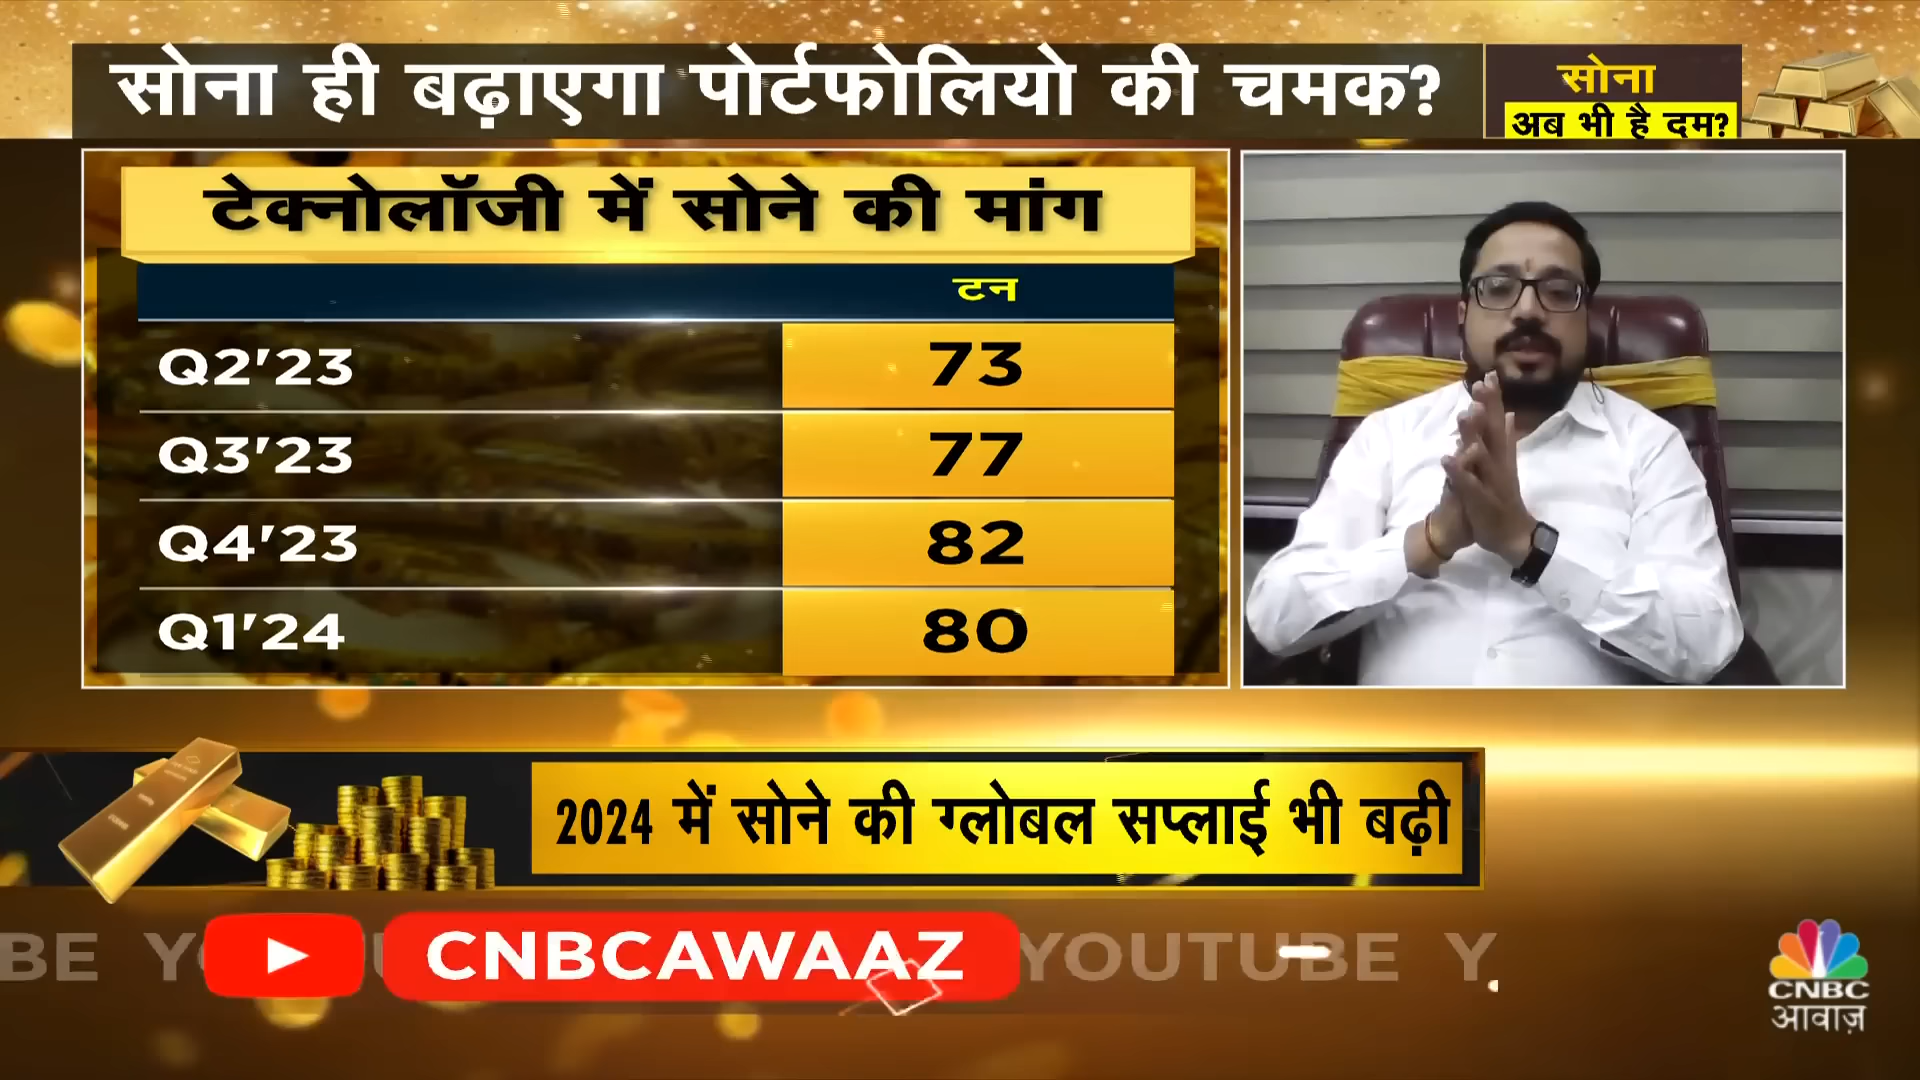 सोना ही बढ़ाएगा पोर्टफोलियो की चमक?
सोना
अब भी है दम?
टेक्नोलॉजी में सोने की मांग
टन
Q2'23 73
Q3'23 77
Q4'23 82
Q1'24 80
2024 में सोने की ग्लोबल सप्लाई भी बढ़ी
CNBCAWAAZ
YOUTUBE
CNBC
आवाज़